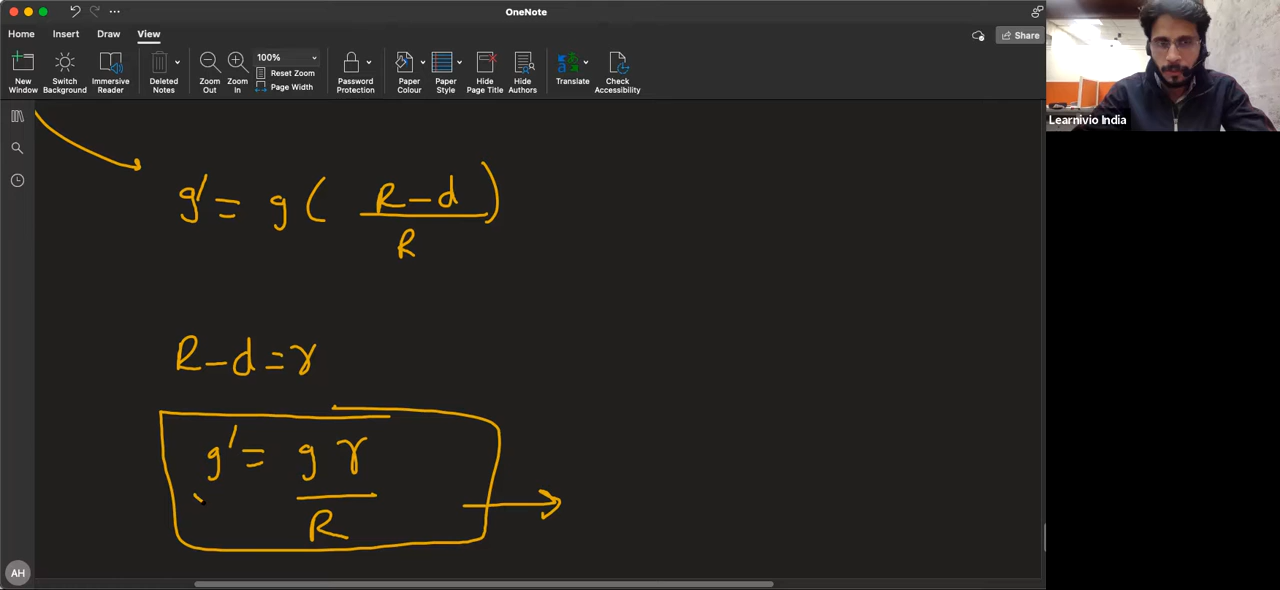 OneNote
Home Insert Draw View
Share
New Window
Switch Background
Immersive Reader
Deleted Notes
Zoom Out
Zoom In
100%
Reset Zoom
Page Width
Password Protection
Paper Colour
Paper Style
Hide Page Title
Hide Authors
Translate
Check Accessibility
Learnivio India
g' = g ( R - d / R )
R - d = r
g' = g r / R
AH